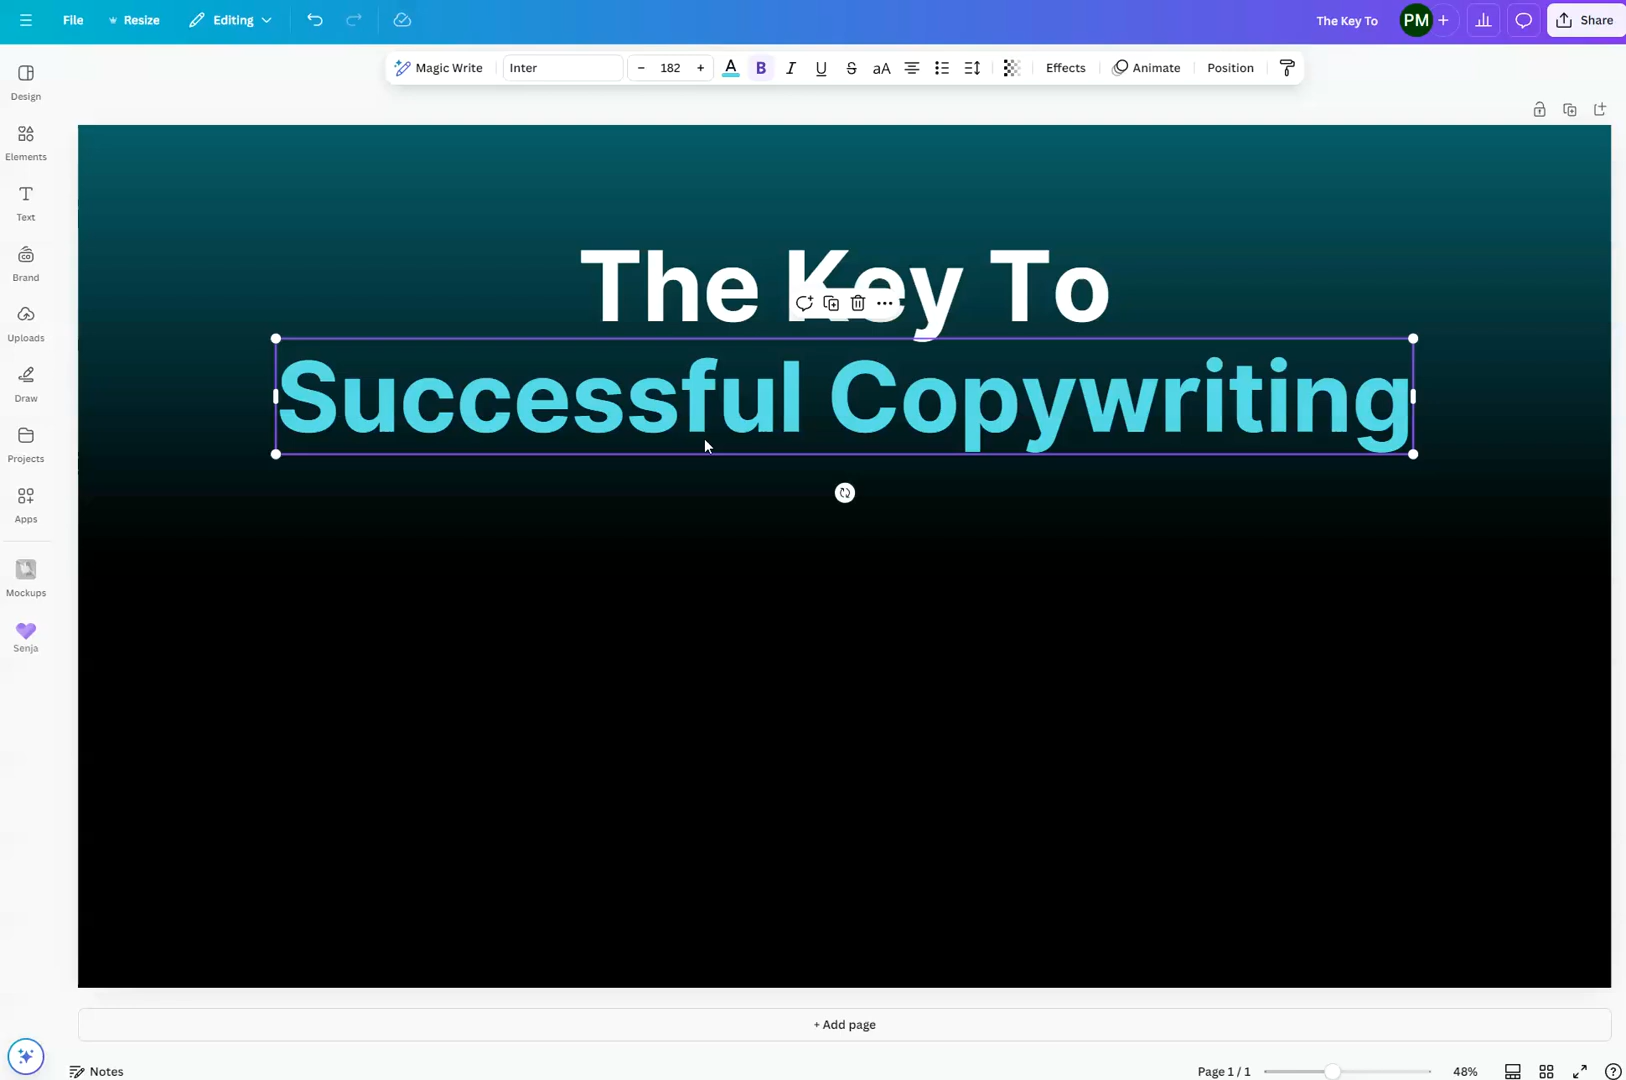 File Resize Editing The Key To PM + Share
Magic Write Inter – 182 + A B I U S aA Effects Animate Position
Design
Elements
Text
Brand
Uploads
Draw
Projects
Apps
Mockups
Senja
The Key To
Successful Copywriting
+ Add page
Notes Page 1 / 1 48%